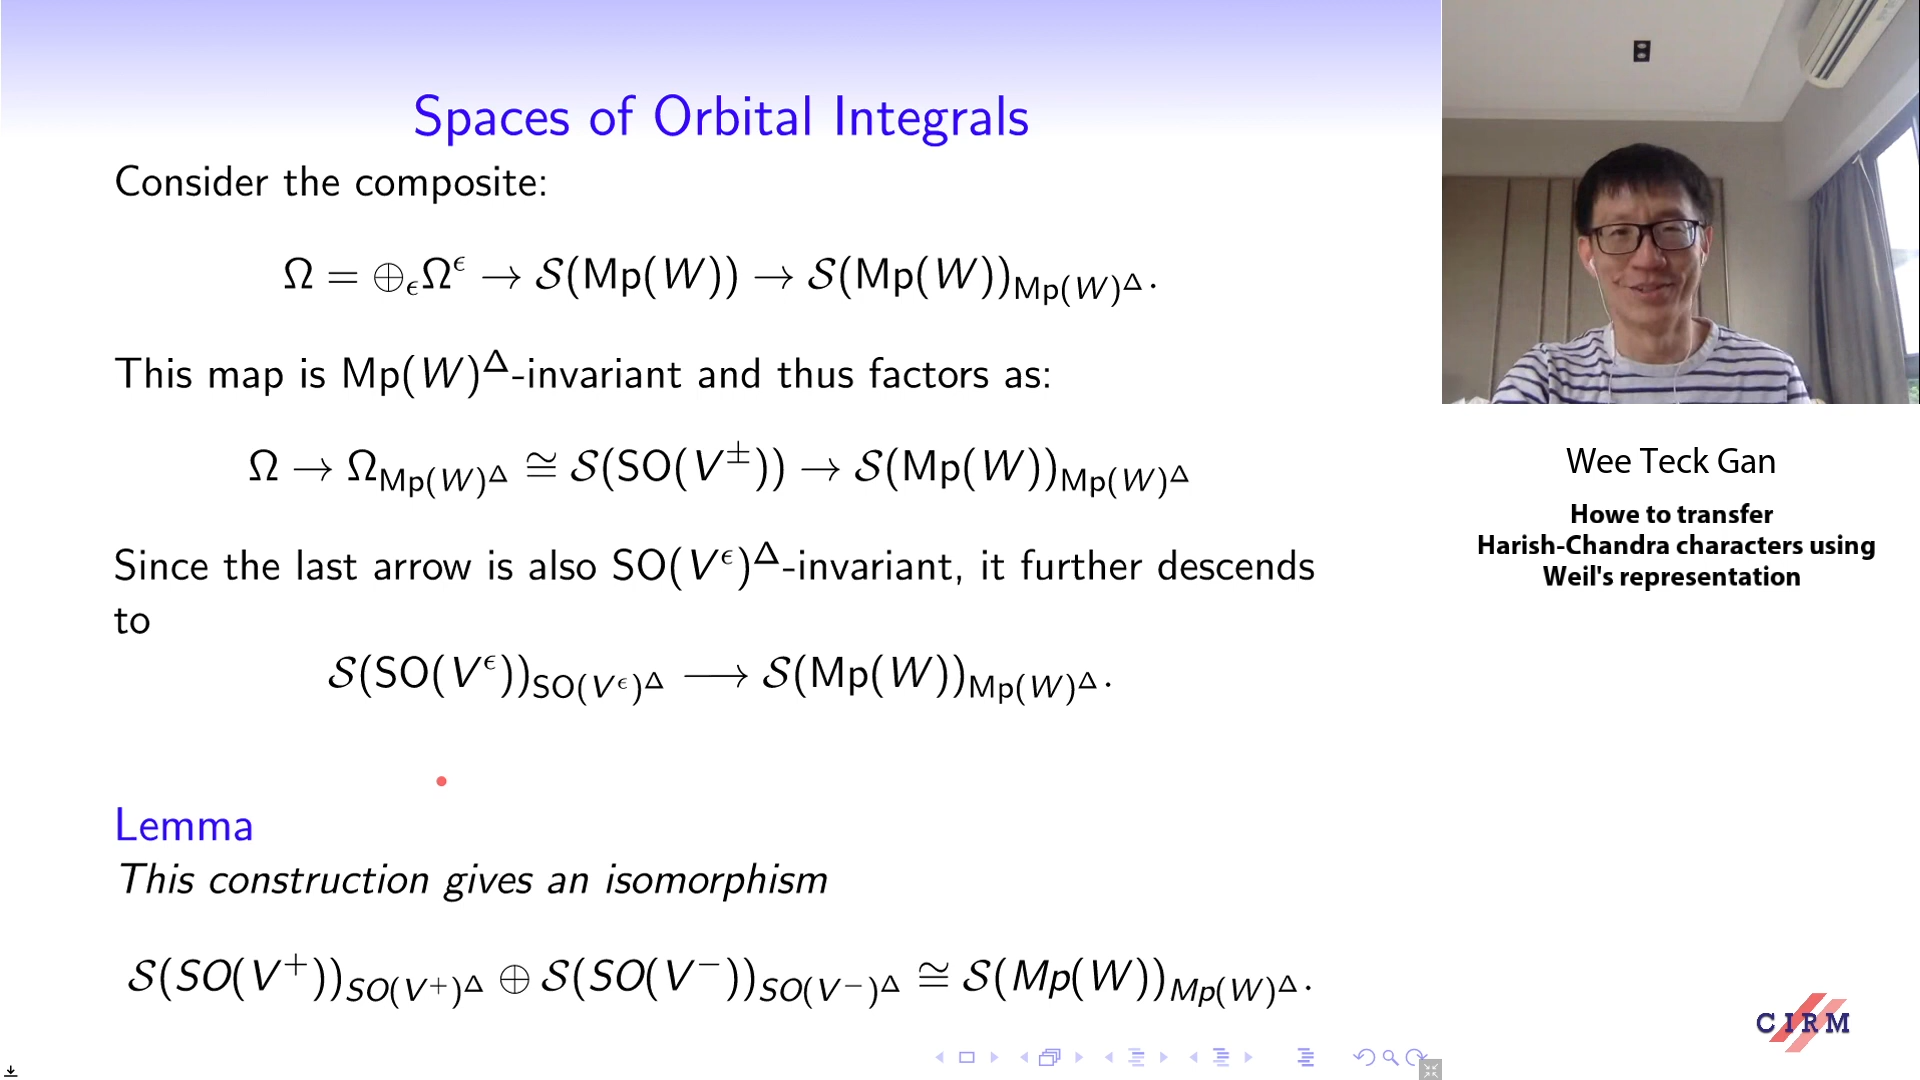 Spaces of Orbital Integrals
Consider the composite:
Ω = ⊕_ϵ Ω^ϵ → 𝒮(Mp(W)) → 𝒮(Mp(W))_{Mp(W)^Δ}.
This map is Mp(W)^Δ-invariant and thus factors as:
Ω → Ω_{Mp(W)^Δ} ≅ 𝒮(SO(V^±)) → 𝒮(Mp(W))_{Mp(W)^Δ}
Since the last arrow is also SO(V^ϵ)^Δ-invariant, it further descends
to
𝒮(SO(V^ϵ))_{SO(V^ϵ)^Δ} ⟶ 𝒮(Mp(W))_{Mp(W)^Δ}.
Lemma
This construction gives an isomorphism
𝒮(SO(V^+))_{SO(V^+)^Δ} ⊕ 𝒮(SO(V^−))_{SO(V^−)^Δ} ≅ 𝒮(Mp(W))_{Mp(W)^Δ}.
Wee Teck Gan
Howe to transfer
Harish-Chandra characters using
Weil's representation
CIRM